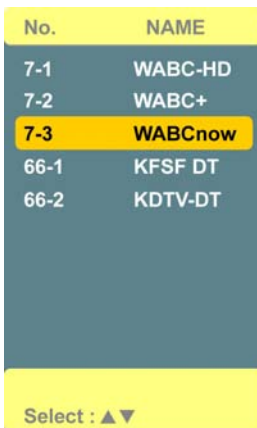 No. NAME
7-1 WABC-HD
7-2 WABC+
7-3 WABCnow
66-1 KFSF DT
66-2 KDTV-DT
Select : ▲▼